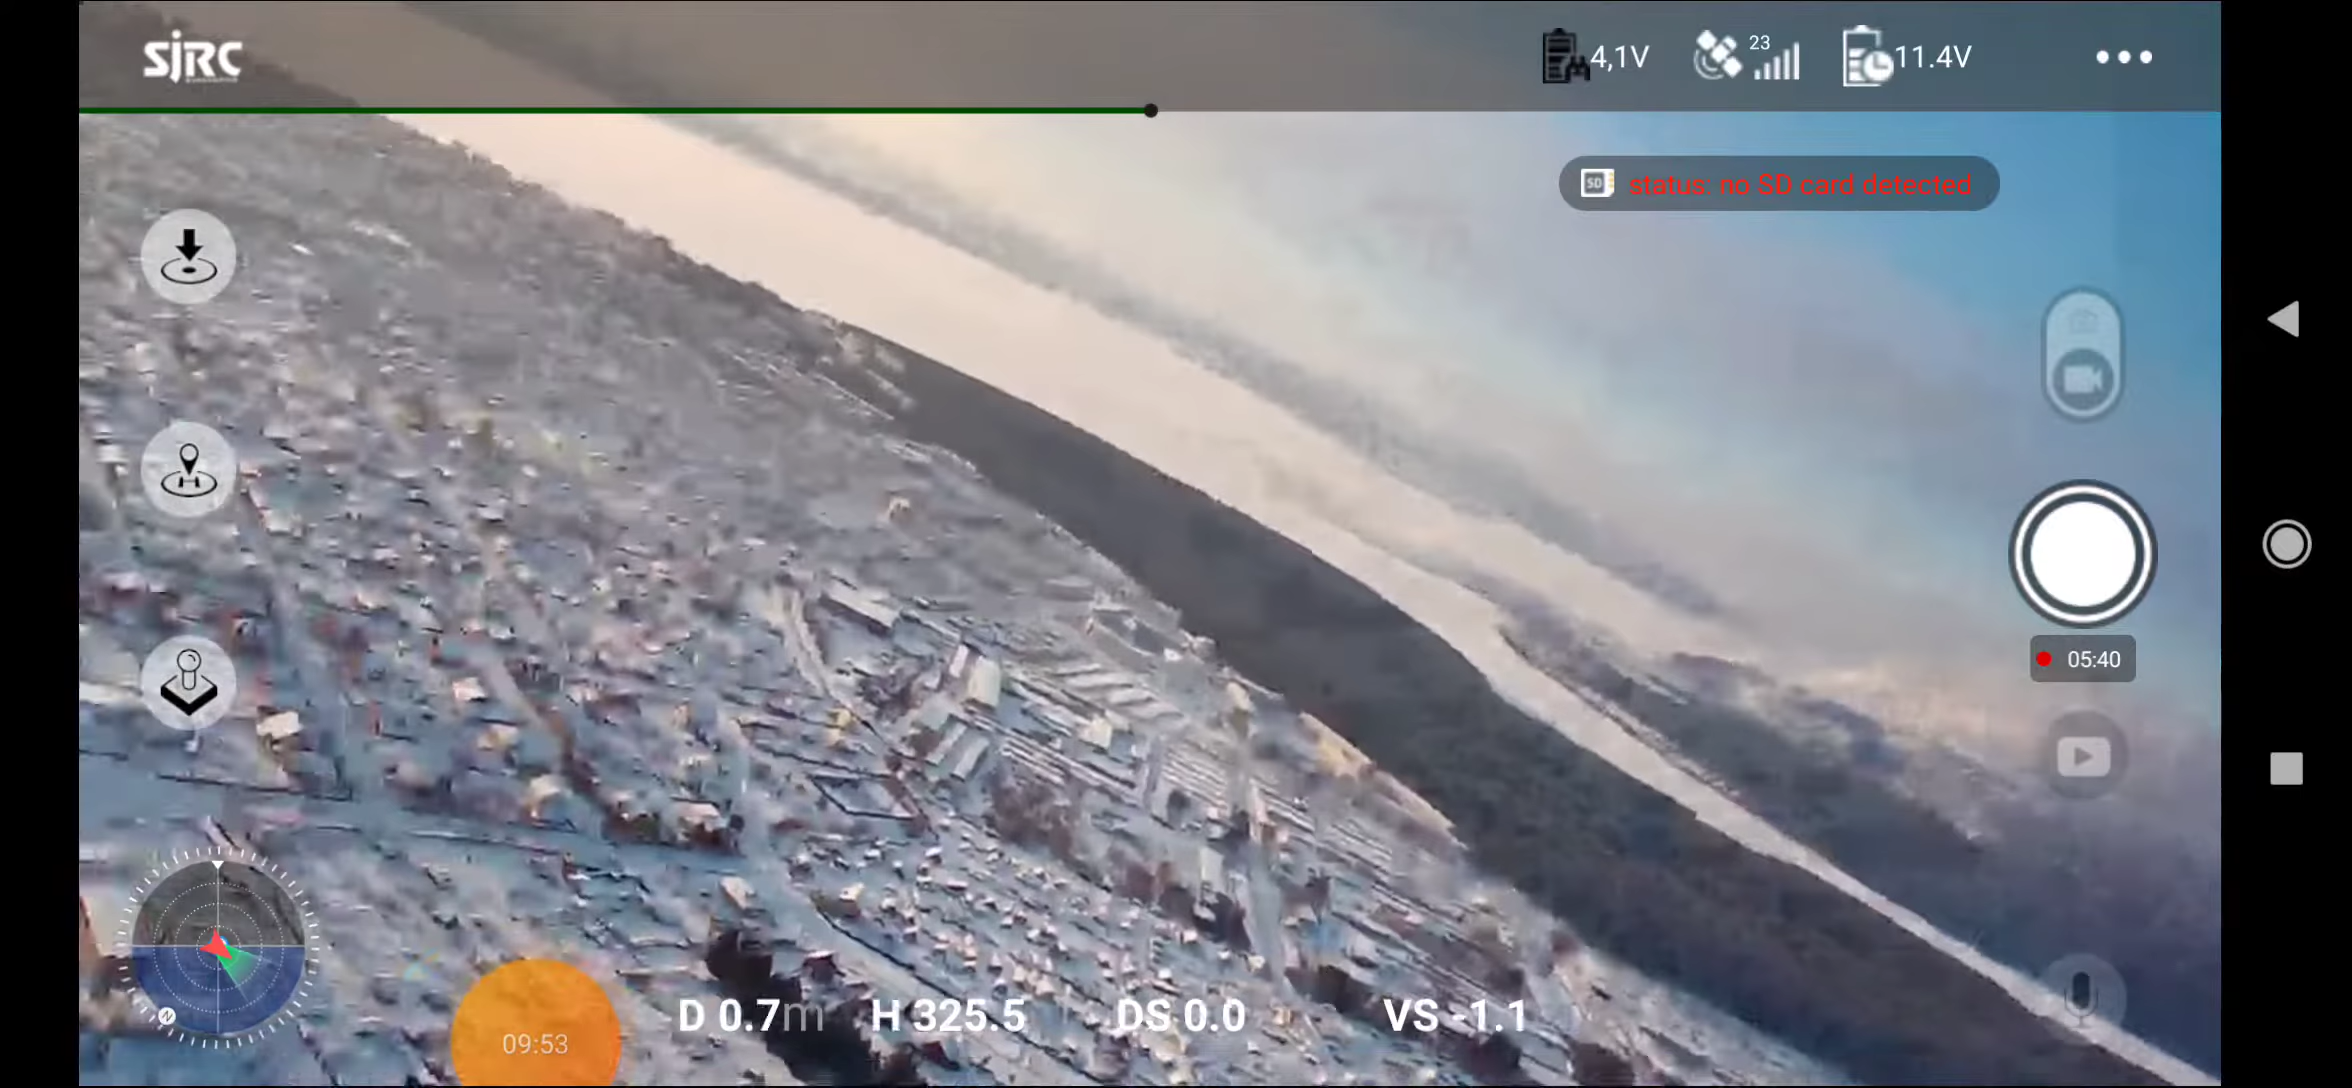 SJRC
4,1V
23
11.4V
SD
status: no SD card detected
05:40
N
D 0.7m
H 325.5
DS 0.0
VS -1.1
09:53